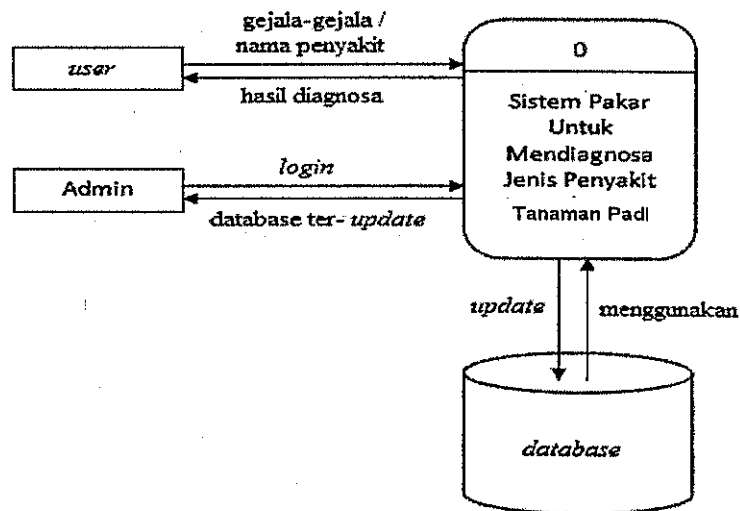 gejala-gejala /
nama penyakit
user
hasil diagnosa
0
Sistem Pakar
Untuk
Mendiagnosa
Jenis Penyakit
Tanaman Padi
login
Admin
database ter- update
update
menggunakan
database